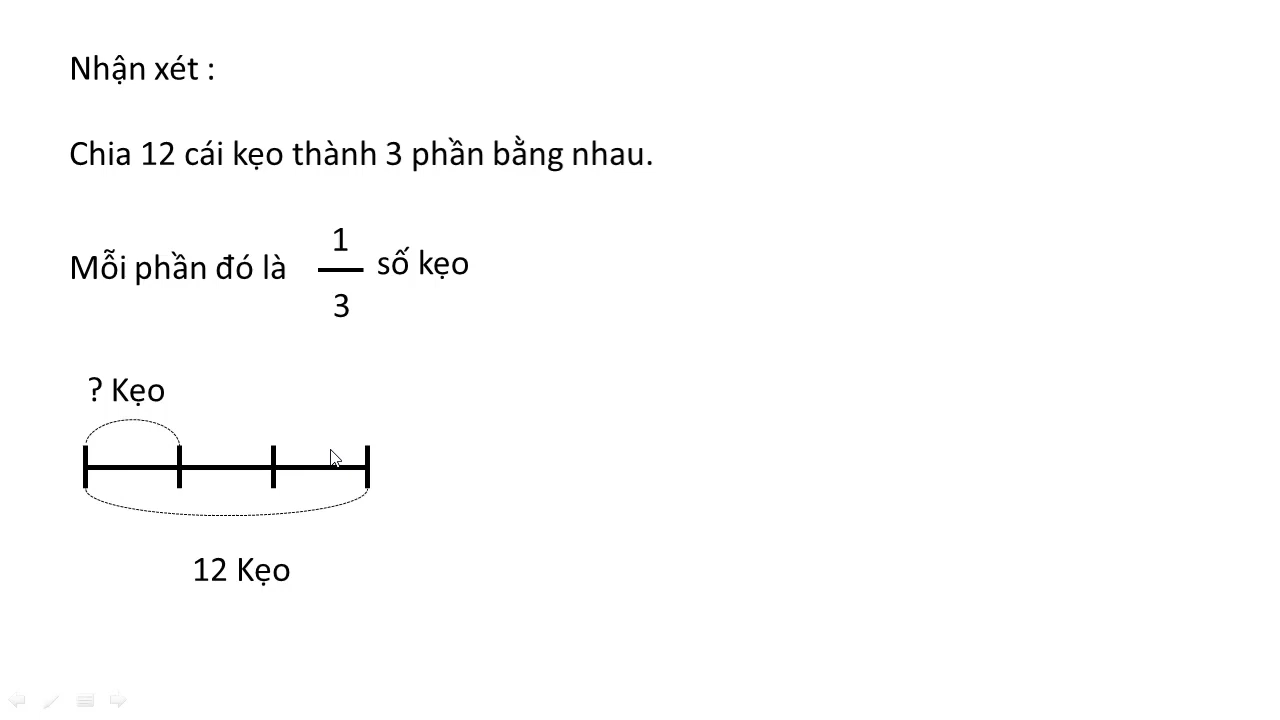 Nhận xét :
Chia 12 cái kẹo thành 3 phần bằng nhau.
Mỗi phần đó là 1/3 số kẹo
? Kẹo
12 Kẹo